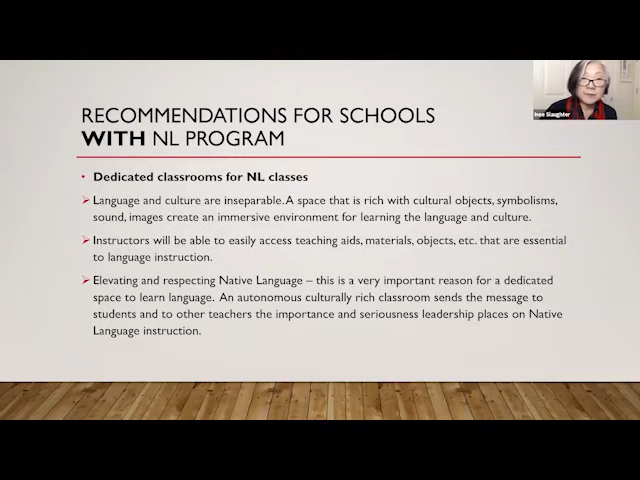 RECOMMENDATIONS FOR SCHOOLS
WITH NL PROGRAM
• Dedicated classrooms for NL classes
➢ Language and culture are inseparable. A space that is rich with cultural objects, symbolisms,
sound, images create an immersive environment for learning the language and culture.
➢ Instructors will be able to easily access teaching aids, materials, objects, etc. that are essential
to language instruction.
➢ Elevating and respecting Native Language – this is a very important reason for a dedicated
space to learn language. An autonomous culturally rich classroom sends the message to
students and to other teachers the importance and seriousness leadership places on Native
Language instruction.
Inee Slaughter